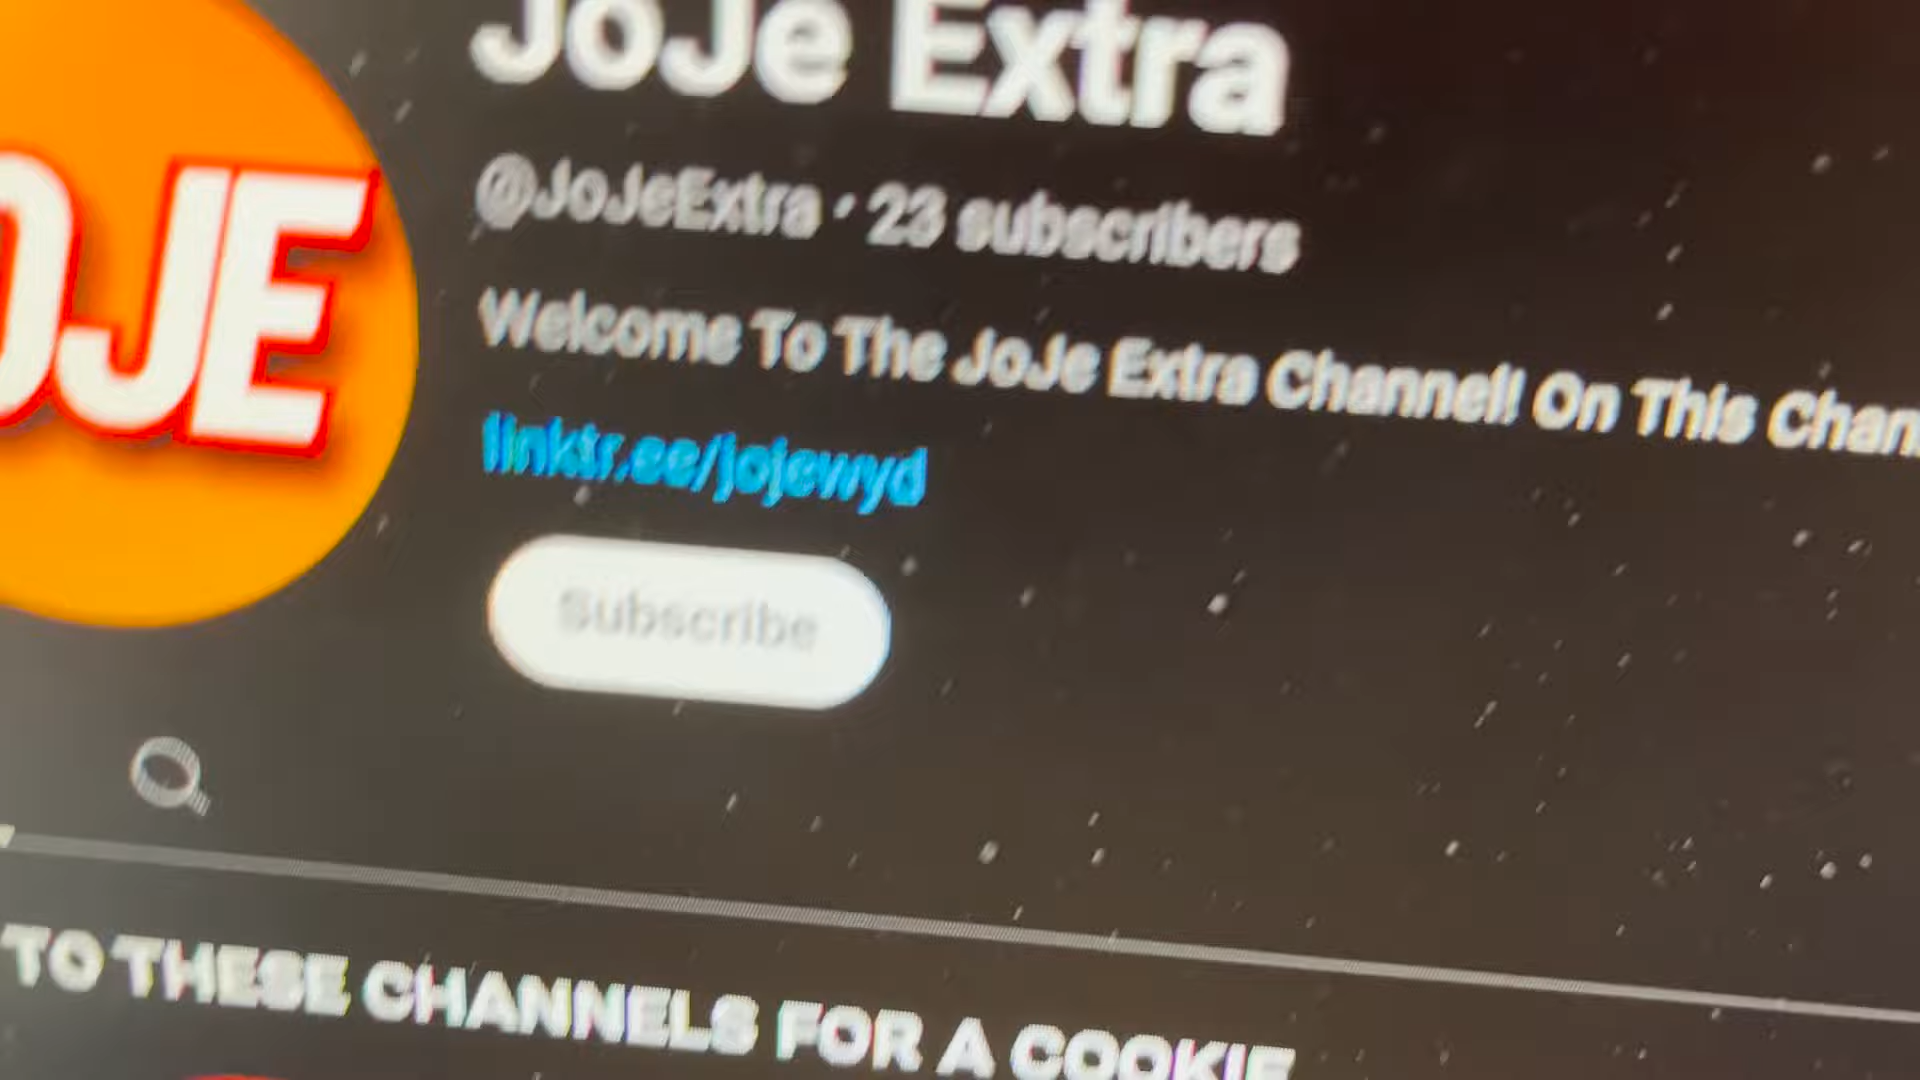 JoJe Extra
@JoJeExtra · 23 subscribers
Welcome To The JoJe Extra Channel! On This Chan
linktr.ee/jojewyd
Subscribe
OJE
TO THESE CHANNELS FOR A COOKIE